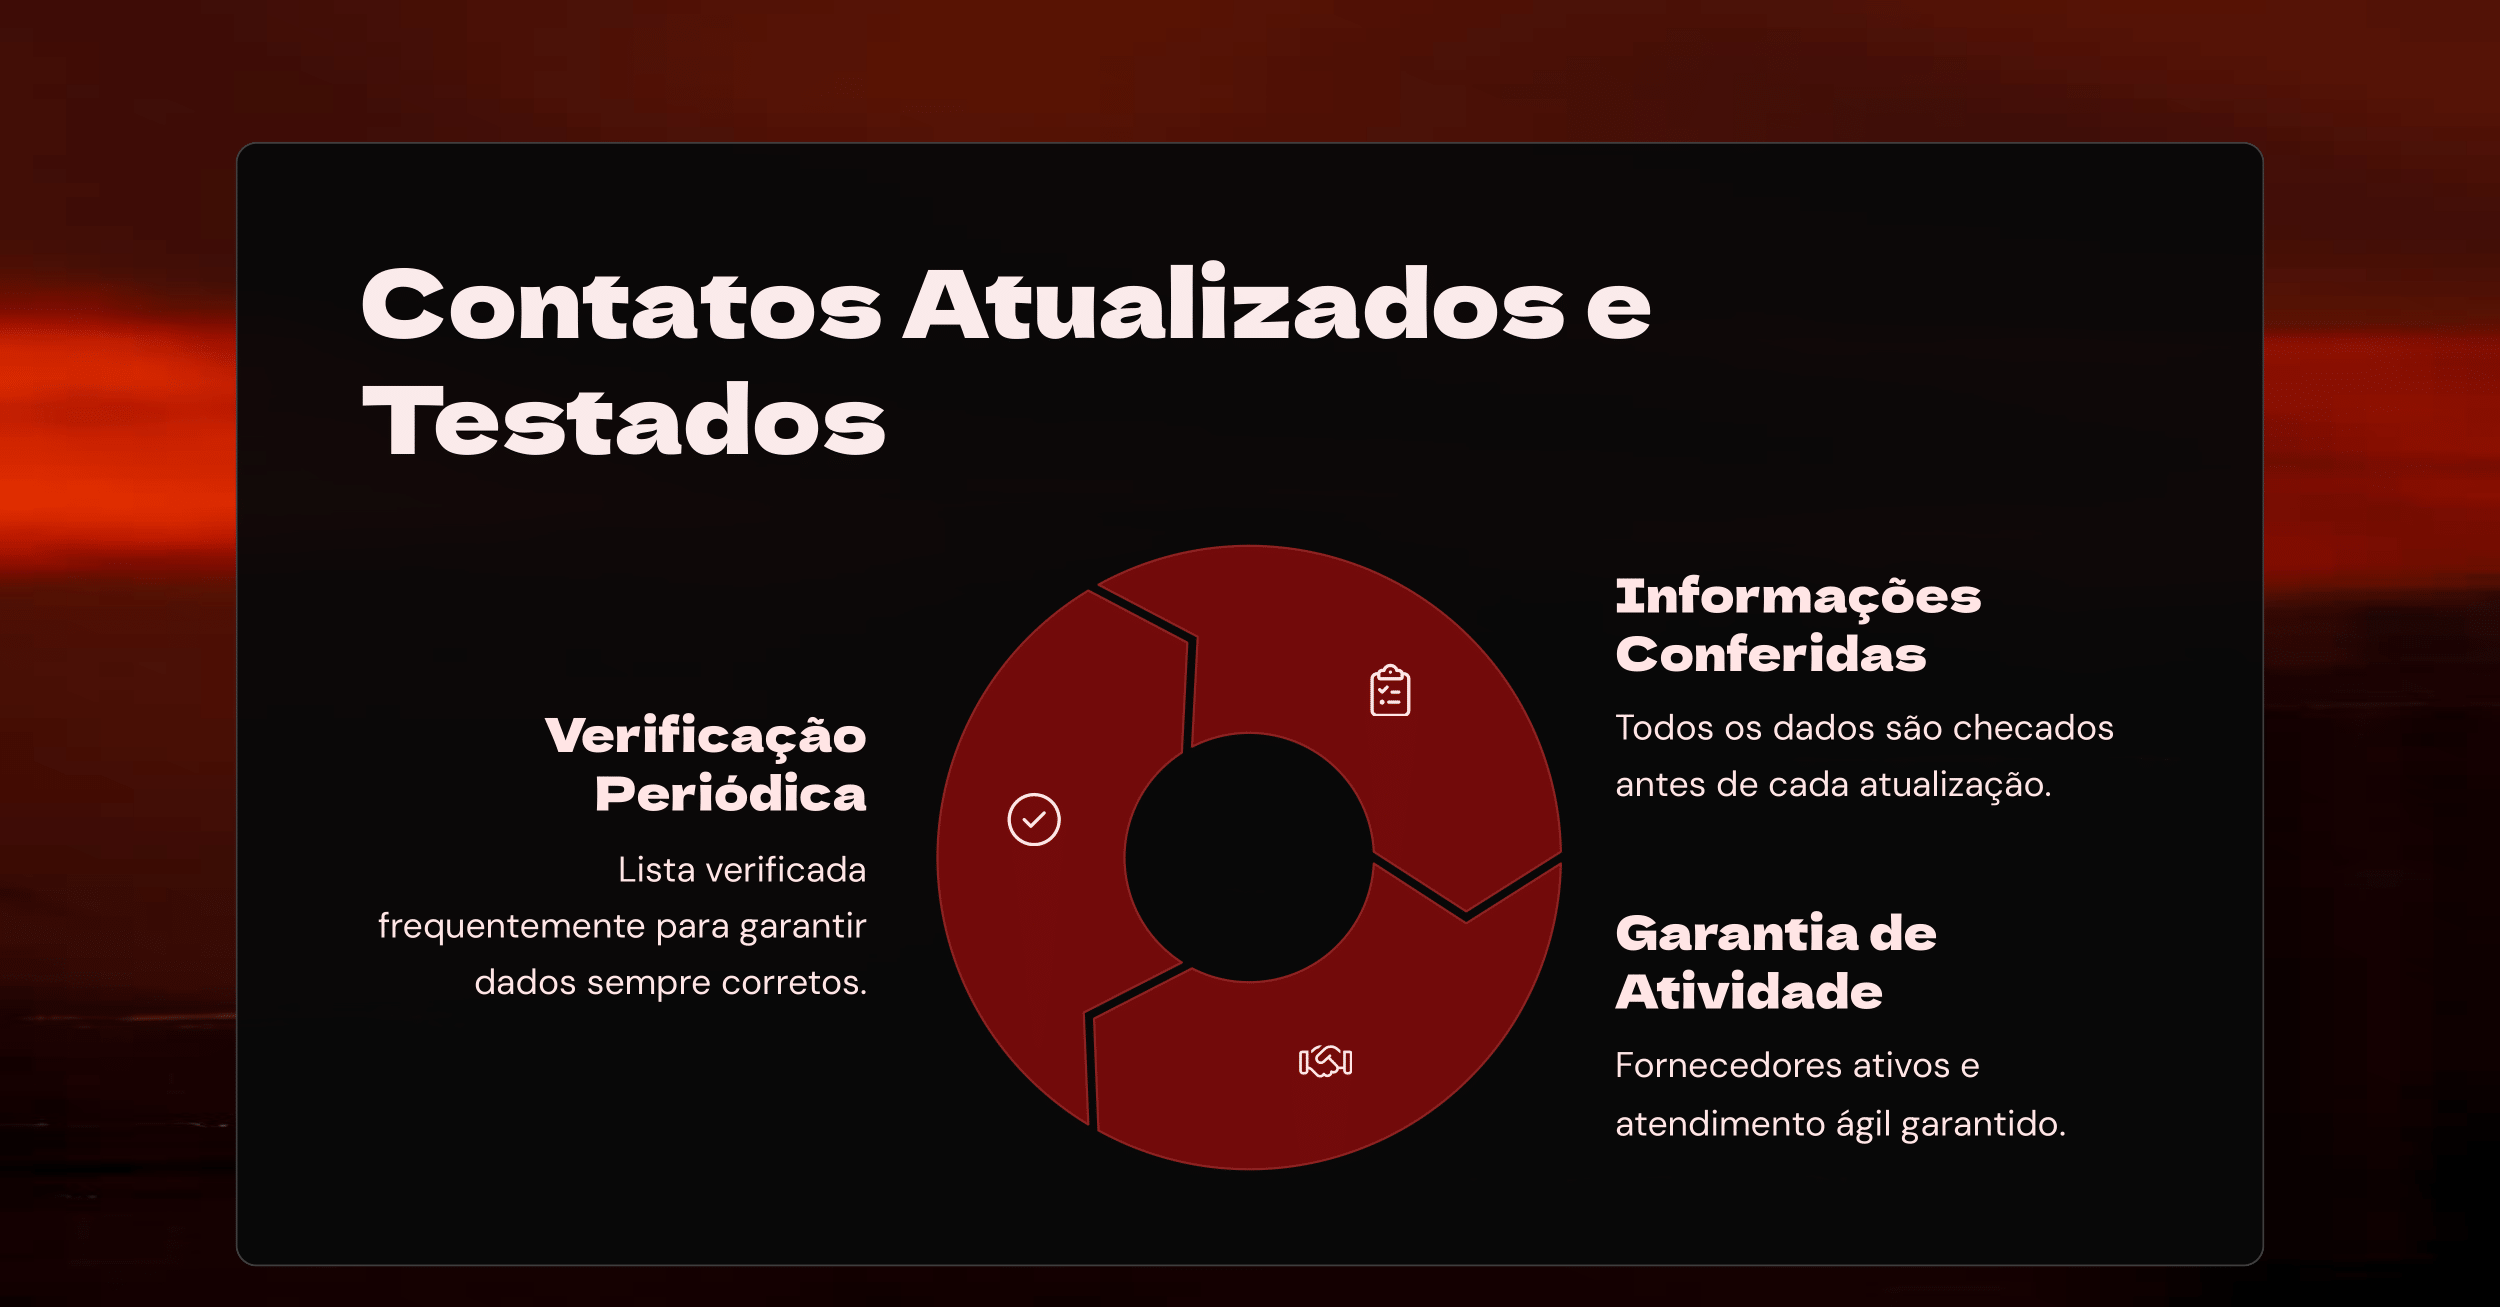 Contatos Atualizados e
Testados
Informações
Conferidas
Todos os dados são checados
antes de cada atualização.
Verificação
Periódica
Lista verificada
frequentemente para garantir
dados sempre corretos.
Garantia de
Atividade
Fornecedores ativos e
atendimento ágil garantido.